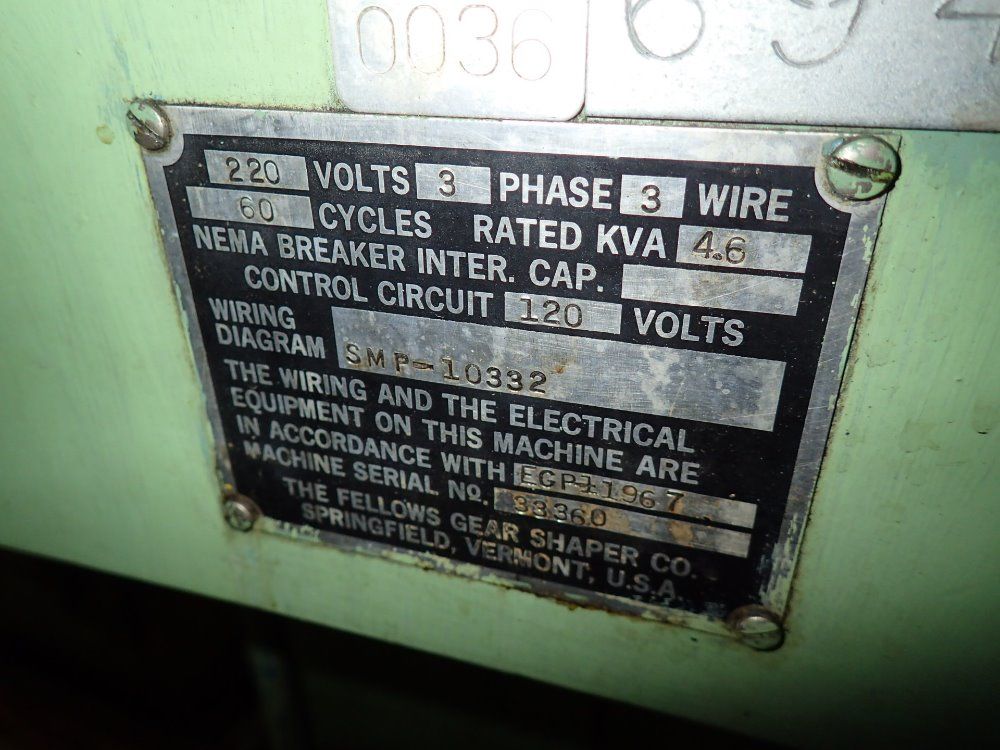 0036
694
220 VOLTS 3 PHASE 3 WIRE
60 CYCLES RATED KVA 4.6
NEMA BREAKER INTER. CAP.
CONTROL CIRCUIT 120 VOLTS
WIRING
DIAGRAM SMP-10332
THE WIRING AND THE ELECTRICAL
EQUIPMENT ON THIS MACHINE ARE
IN ACCORDANCE WITH EGP11967
MACHINE SERIAL NO. 33360
THE FELLOWS GEAR SHAPER CO.
SPRINGFIELD, VERMONT, U.S.A.